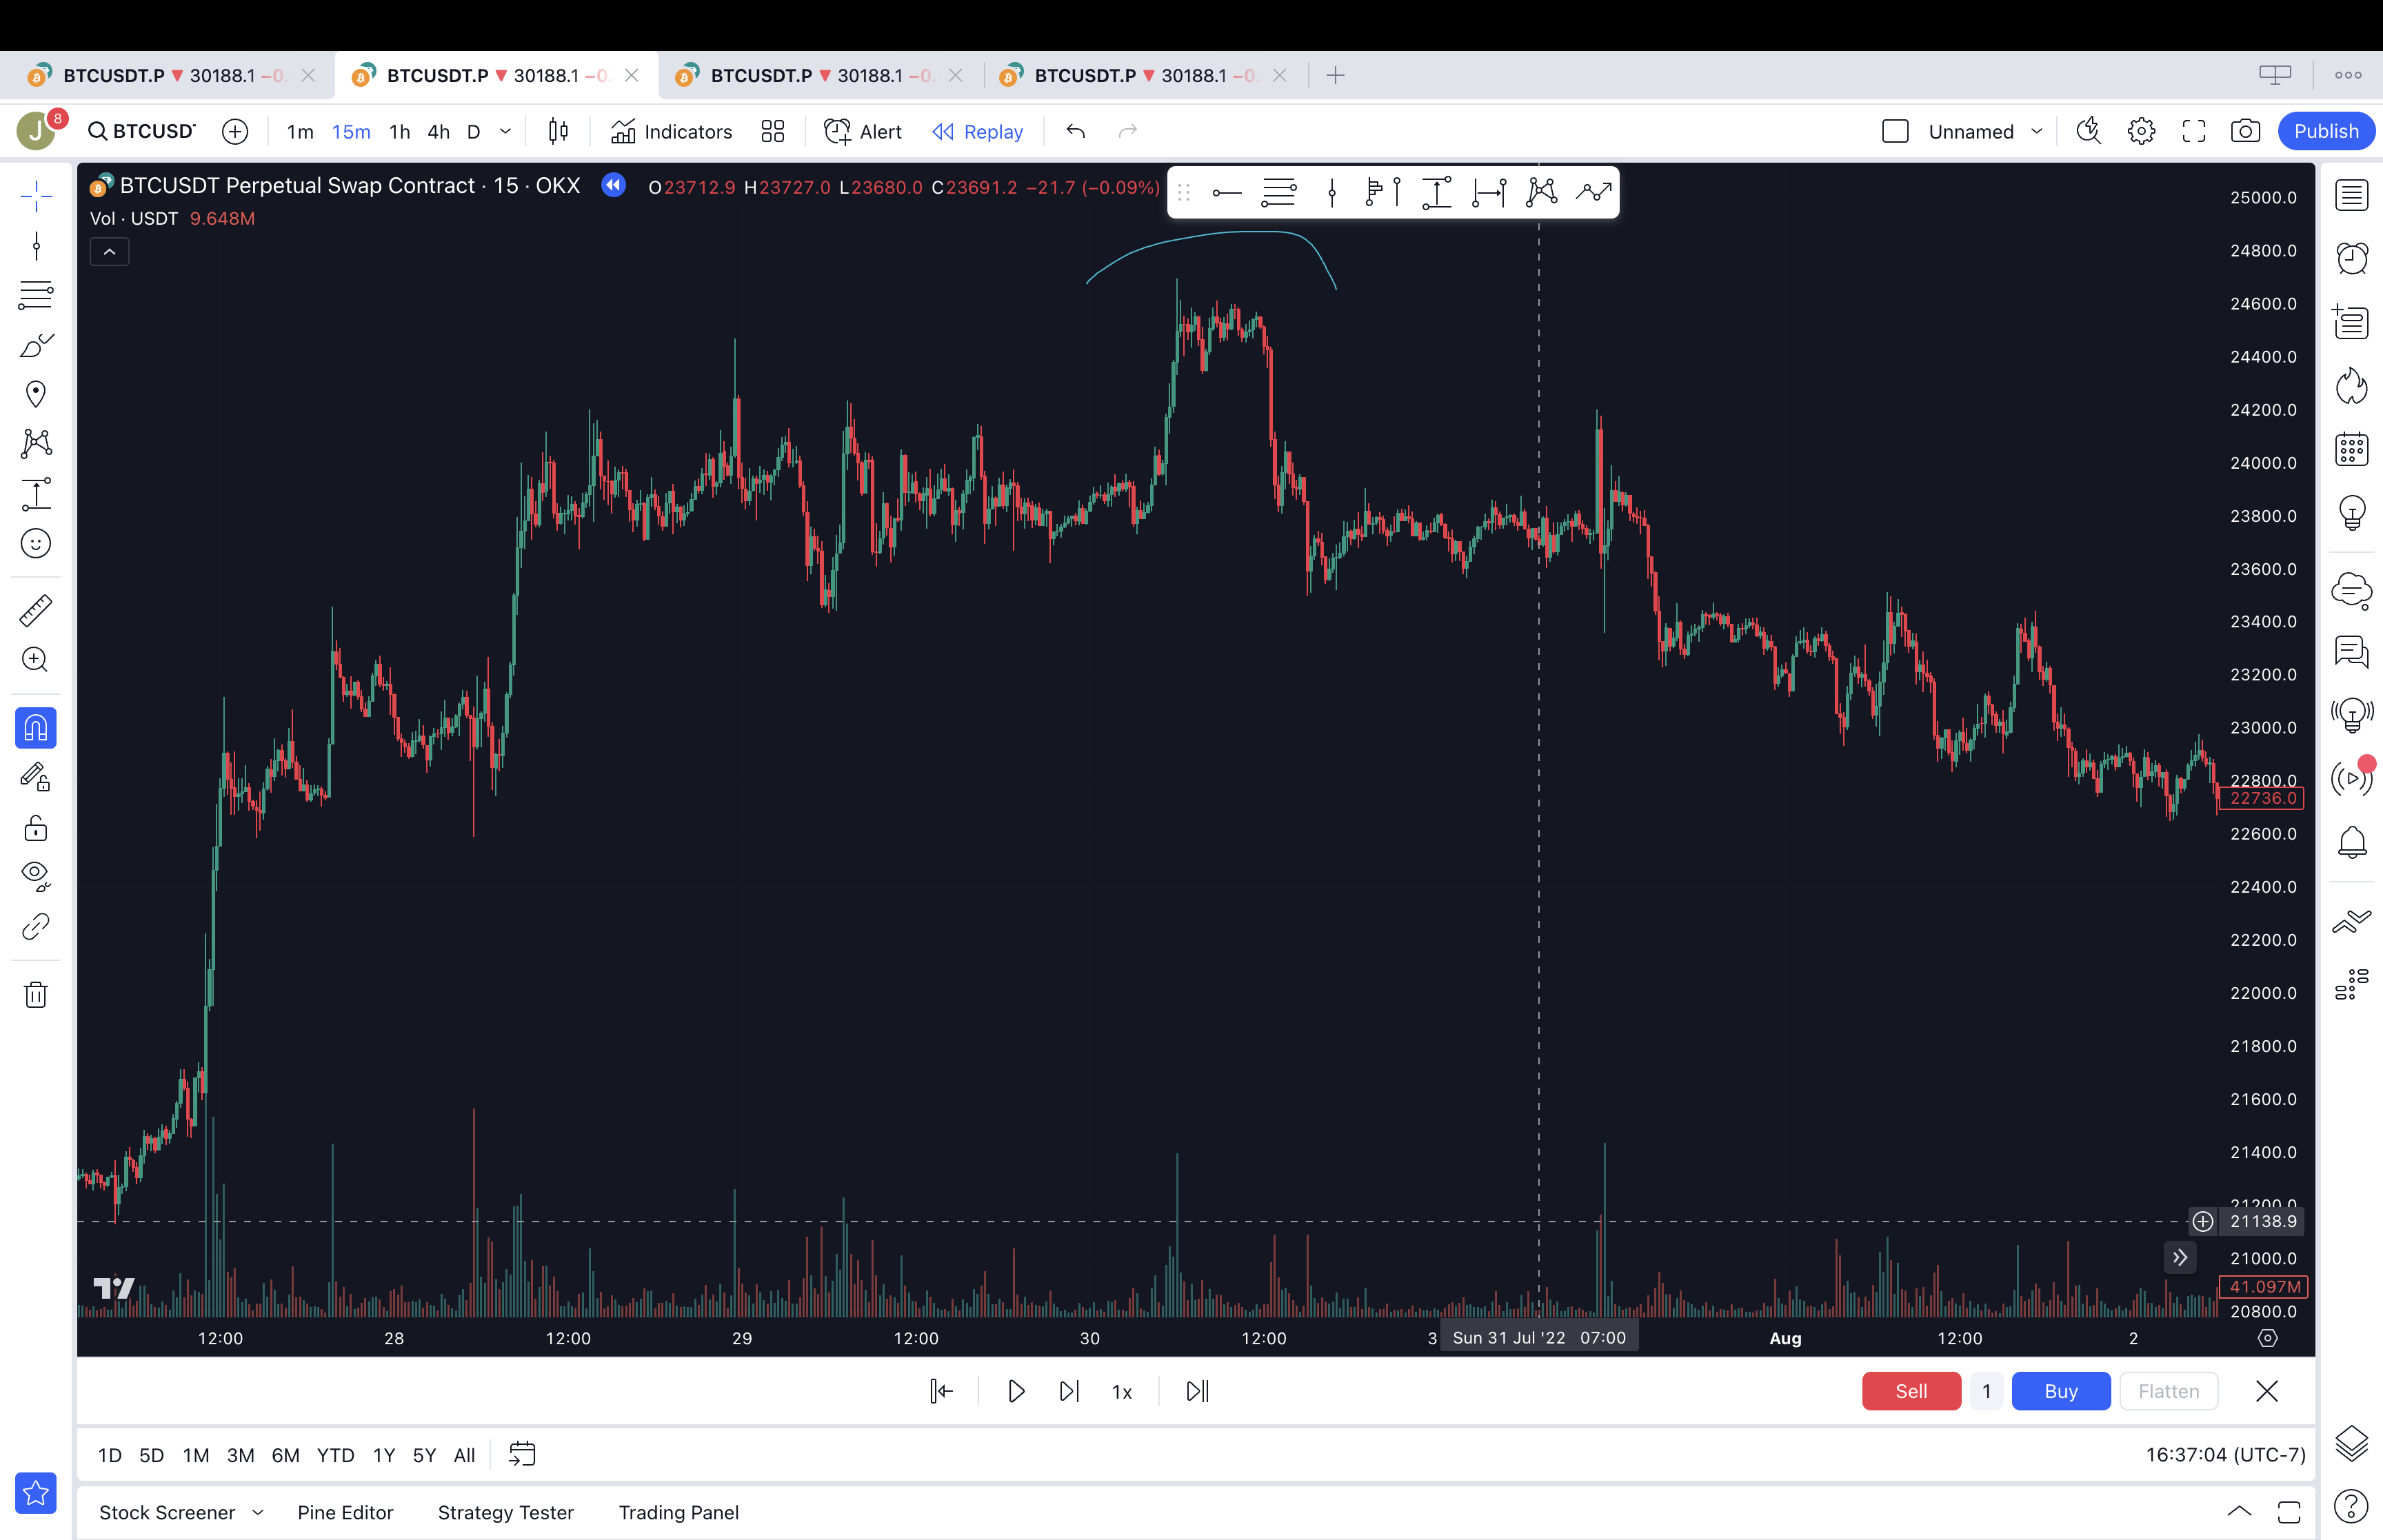 BTCUSDT.P ▼ 30188.1 −0. BTCUSDT.P ▼ 30188.1 −0. BTCUSDT.P ▼ 30188.1 −0. BTCUSDT.P ▼ 30188.1 −0.
J 8 BTCUSD 1m 15m 1h 4h D Indicators Alert Replay Unnamed Publish
BTCUSDT Perpetual Swap Contract · 15 · OKX O23712.9 H23727.0 L23680.0 C23691.2 −21.7 (−0.09%)
Vol · USDT 9.648M
25000.0
24800.0
24600.0
24400.0
24200.0
24000.0
23800.0
23600.0
23400.0
23200.0
23000.0
22800.0
22736.0
22600.0
22400.0
22200.0
22000.0
21800.0
21600.0
21400.0
21200.0
21138.9
21000.0
41.097M
20800.0
12:00 28 12:00 29 12:00 30 12:00 3 Sun 31 Jul '22 07:00 Aug 12:00 2
1x Sell 1 Buy Flatten
1D 5D 1M 3M 6M YTD 1Y 5Y All 16:37:04 (UTC-7)
Stock Screener Pine Editor Strategy Tester Trading Panel